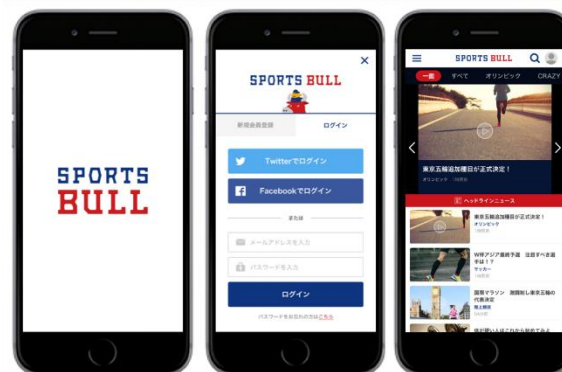 SPORTS
BULL
SPORTS BULL
新規会員登録
ログイン
Twitterでログイン
Facebookでログイン
または
メールアドレスを入力
パスワードを入力
ログイン
パスワードをお忘れの方はこちら
SPORTS BULL
一面
すべて
オリンピック
CRAZY
東京五輪追加種目が正式決定!
オリンピック
ヘッドラインニュース
東京五輪追加種目が正式決定!
オリンピック
W杯アジア最終予選 注目すべき選
手は!?
サッカー
国際マラソン 激闘制し東京五輪の
代表決定
陸上競技